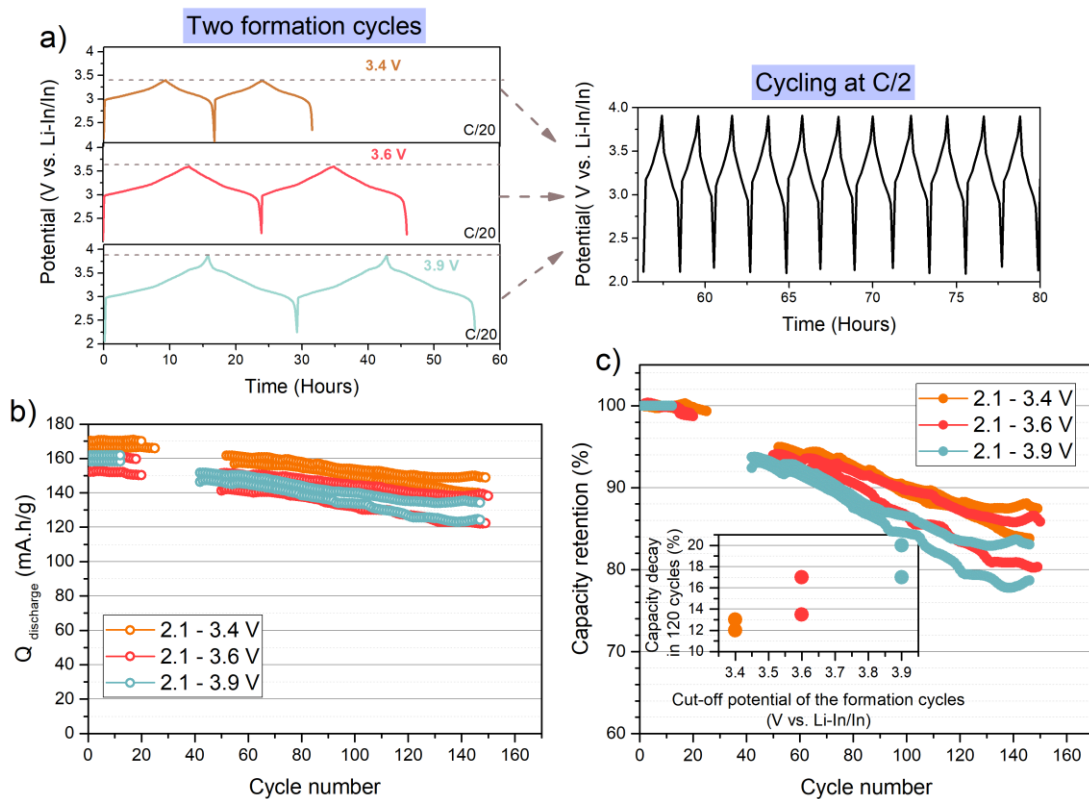 a)
Two formation cycles
Potential (V vs. Li-In/In)
4
3.5
3
2.5
3.4 V
C/20
4
3.5
3
2.5
3.6 V
C/20
4
3.5
3
2.5
2
3.9 V
C/20
0 10 20 30 40 50 60
Time (Hours)
Cycling at C/2
Potential( V vs. Li-In/In)
4.0
3.5
3.0
2.5
2.0
60 65 70 75 80
Time (Hours)
b)
Q discharge (mA.h/g)
180
160
140
120
100
80
60
40
20
0
2.1 - 3.4 V
2.1 - 3.6 V
2.1 - 3.9 V
0 20 40 60 80 100 120 140 160
Cycle number
c)
Capacity retention (%)
100
90
80
70
60
2.1 - 3.4 V
2.1 - 3.6 V
2.1 - 3.9 V
Capacity decay
in 120 cycles (%)
20
18
16
14
12
3.4 3.5 3.6 3.7 3.8 3.9
Cut-off potential of the formation cycles
(V vs. Li-In/In)
0 20 40 60 80 100 120 140 160
Cycle number